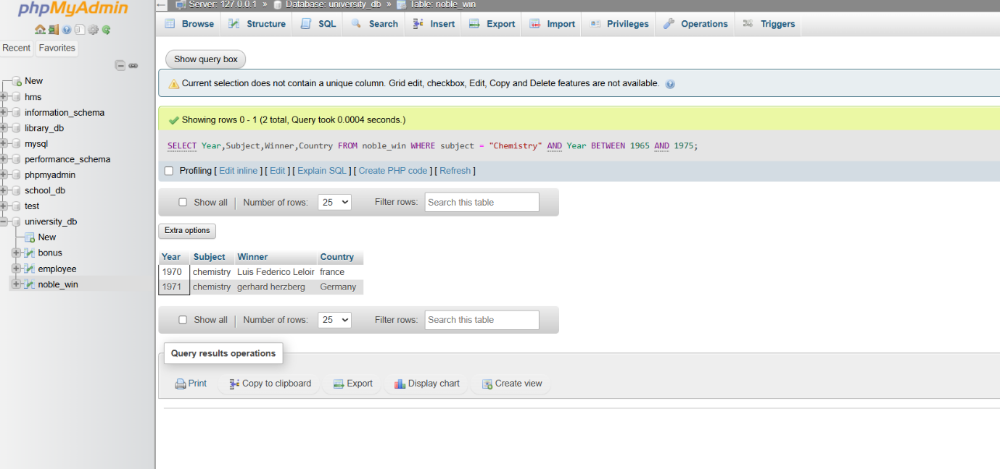 phpMyAdmin
Recent Favorites
New
hms
information_schema
library_db
mysql
performance_schema
phpmyadmin
school_db
test
university_db
New
bonus
employee
noble_win
Server: 127.0.0.1 » Database: university_db » Table: noble_win
Browse Structure SQL Search Insert Export Import Privileges Operations Triggers
Show query box
Current selection does not contain a unique column. Grid edit, checkbox, Edit, Copy and Delete features are not available.
Showing rows 0 - 1 (2 total, Query took 0.0004 seconds.)
SELECT Year,Subject,Winner,Country FROM noble_win WHERE subject = "Chemistry" AND Year BETWEEN 1965 AND 1975;
Profiling [ Edit inline ] [ Edit ] [ Explain SQL ] [ Create PHP code ] [ Refresh ]
Show all | Number of rows: 25 Filter rows: Search this table
Extra options
Year Subject Winner Country
1970 chemistry Luis Federico Leloir france
1971 chemistry gerhard herzberg Germany
Show all | Number of rows: 25 Filter rows: Search this table
Query results operations
Print Copy to clipboard Export Display chart Create view